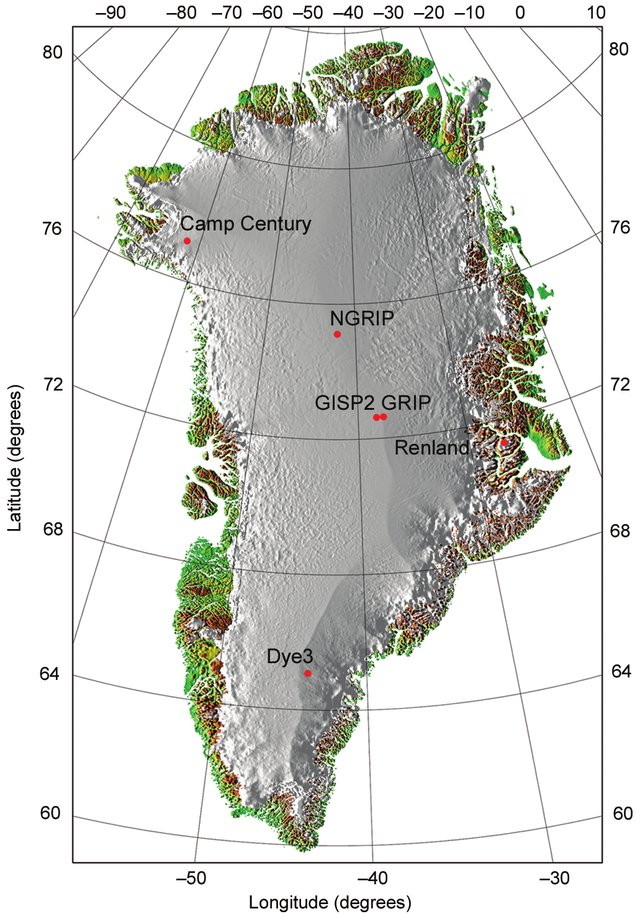 –90 –80 –70 –60 –50 –40 –30 –20 –10 0 10
80 80
Camp Century
76 76
NGRIP
72 72
GISP2 GRIP
Renland
Latitude (degrees)
68 68
Dye3
64 64
60 60
–50 –40 –30
Longitude (degrees)